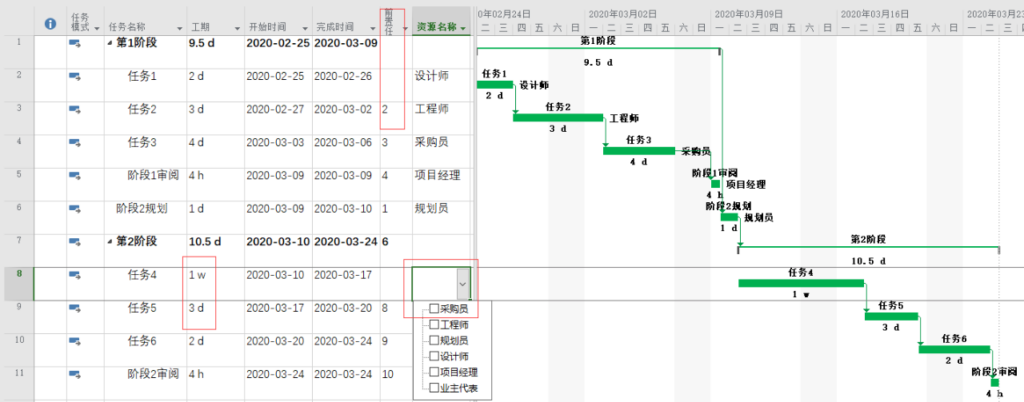 任务模式 任务名称 工期 开始时间 完成时间 前置任 资源名称
1 第1阶段 9.5 d 2020-02-25 2020-03-09
2 任务1 2 d 2020-02-25 2020-02-26 设计师
3 任务2 3 d 2020-02-27 2020-03-02 2 工程师
4 任务3 4 d 2020-03-03 2020-03-06 3 采购员
5 阶段1审阅 4 h 2020-03-09 2020-03-09 4 项目经理
6 阶段2规划 1 d 2020-03-09 2020-03-10 1 规划员
7 第2阶段 10.5 d 2020-03-10 2020-03-24 6
8 任务4 1 w 2020-03-10 2020-03-17
9 任务5 3 d 2020-03-17 2020-03-20 8
10 任务6 2 d 2020-03-20 2020-03-24 9
11 阶段2审阅 4 h 2020-03-24 2020-03-24 10
采购员
工程师
规划员
设计师
项目经理
业主代表
0年02月24日 2020年03月02日 2020年03月09日 2020年03月16日 2020年03月23
二 三 四 五 六 日 一 二 三 四 五 六 日 一 二 三 四 五 六 日 一 二 三 四 五 六 日 一 二 三
第1阶段
9.5 d
任务1
设计师
2 d
任务2
工程师
3 d
任务3
采购员
4 d
阶段1审阅
项目经理
4 h
阶段2规划
规划员
1 d
第2阶段
10.5 d
任务4
1 w
任务5
3 d
任务6
2 d
阶段2审阅
4 h